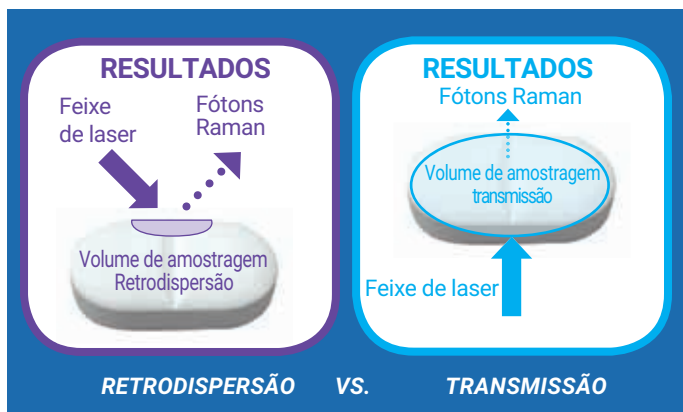 RESULTADOS
Feixe
de laser
Fótons
Raman
Volume de amostragem
Retrodispersão
RESULTADOS
Fótons Raman
Volume de amostragem
transmissão
Feixe de laser
RETRODISPERSÃO VS. TRANSMISSÃO